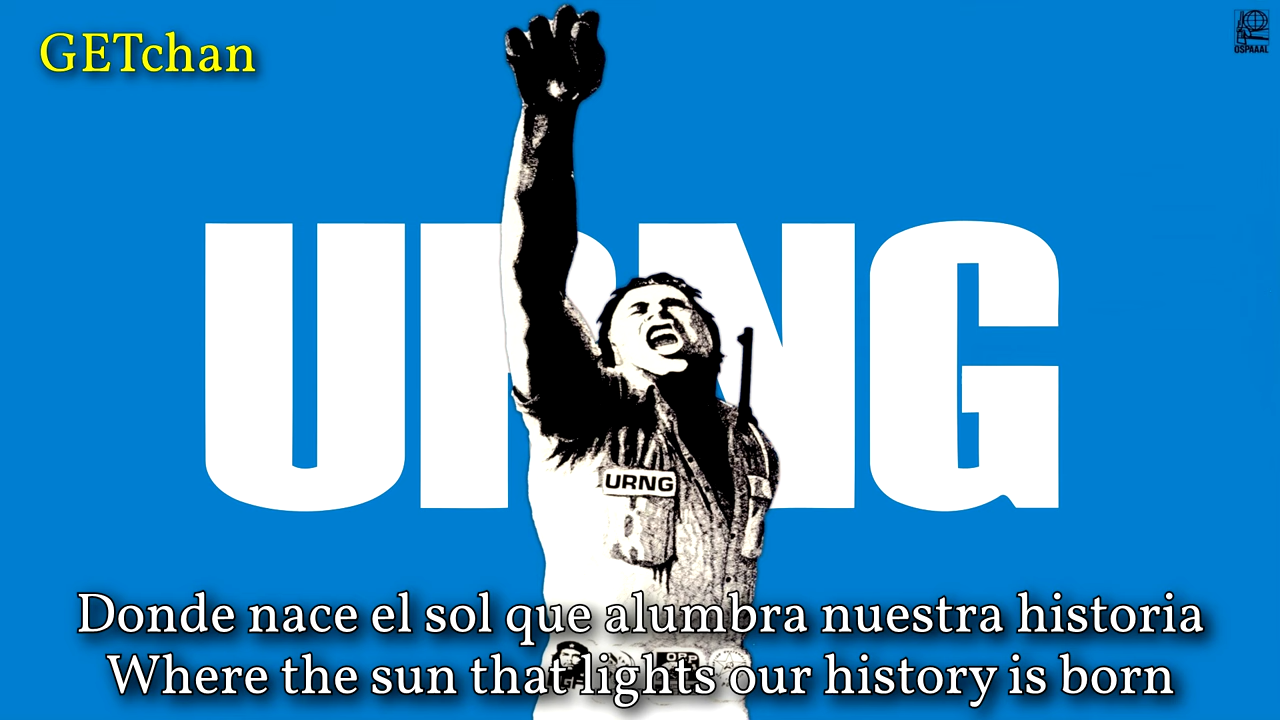 GETchan
OSPAAAL
URNG
URNG
OPP
Donde nace el sol que alumbra nuestra historia
Where the sun that lights our history is born